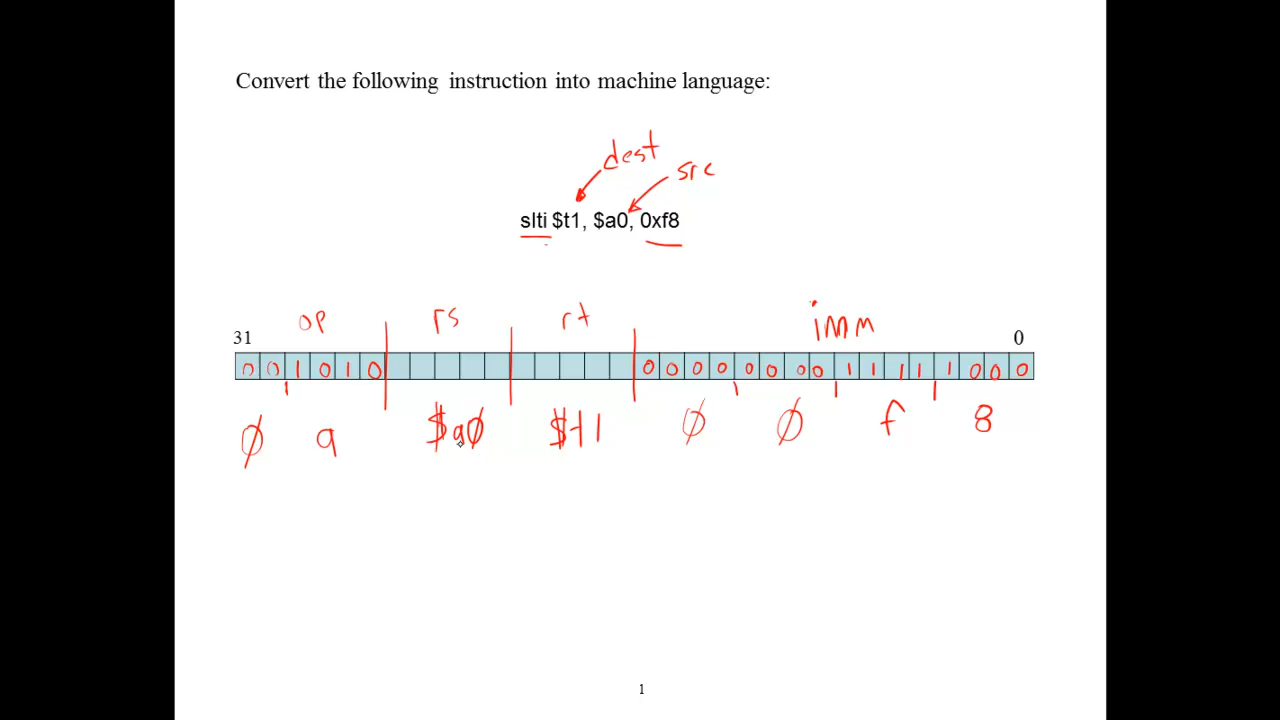 Convert the following instruction into machine language:
dest
src
slti $t1, $a0, 0xf8
op rs rt imm
31 0
0 0 1 0 1 0 0 0 0 0 0 0 0 0 1 1 1 1 1 0 0 0
0 a $a0 $t1 0 0 f 8
1